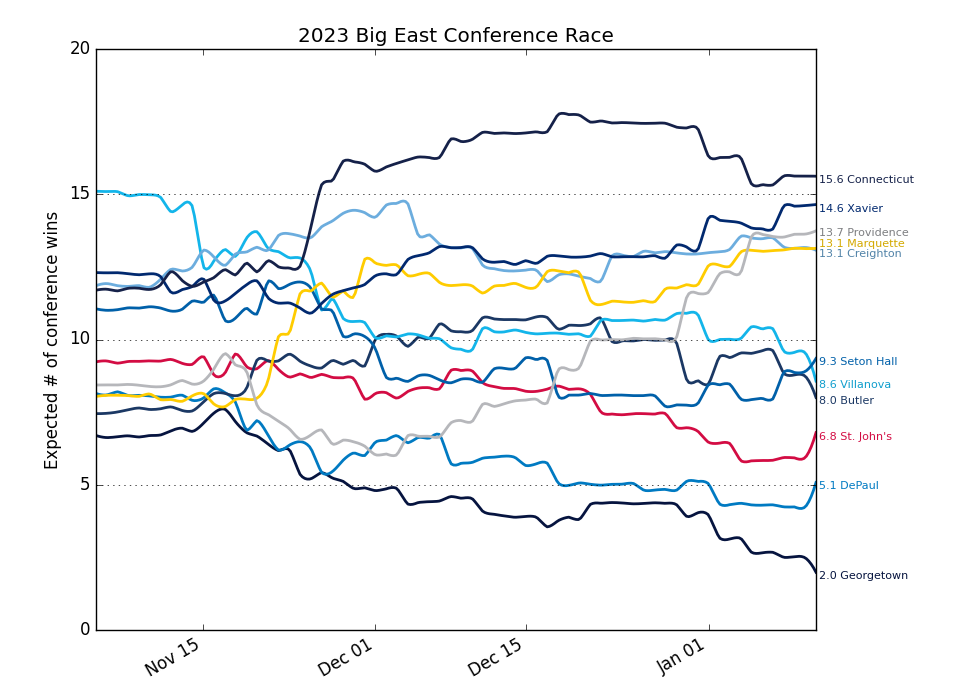 2023 Big East Conference Race
Expected # of conference wins
20
15
10
5
0
15.6 Connecticut
14.6 Xavier
13.7 Providence
13.1 Marquette
13.1 Creighton
9.3 Seton Hall
8.6 Villanova
8.0 Butler
6.8 St. John's
5.1 DePaul
2.0 Georgetown
Nov 15
Dec 01
Dec 15
Jan 01